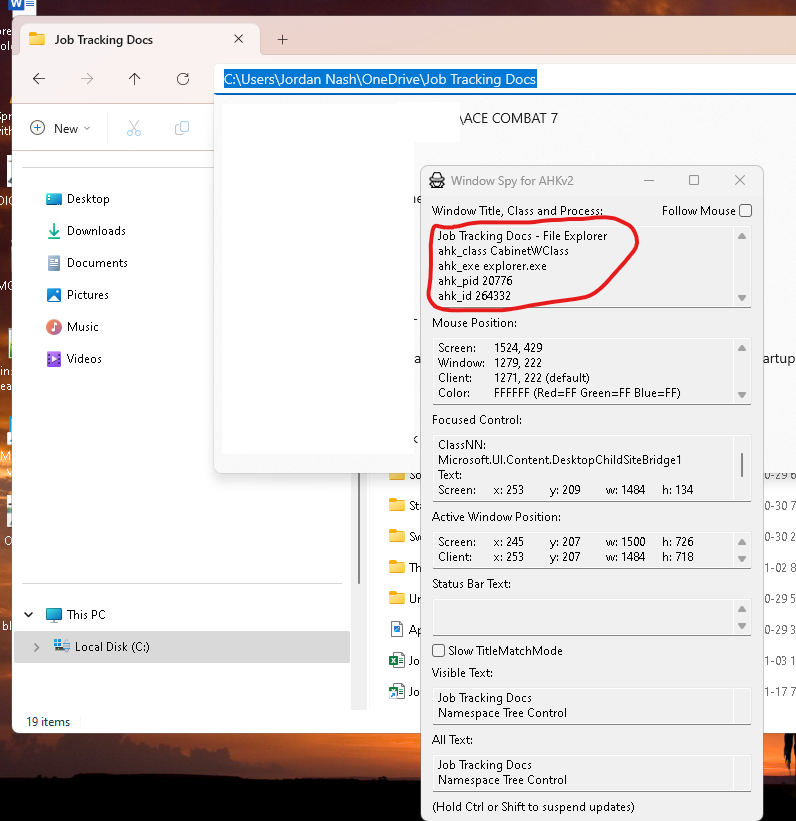 Job Tracking Docs
C:\Users\Jordan Nash\OneDrive\Job Tracking Docs
New
\ACE COMBAT 7
Desktop
Downloads
Documents
Pictures
Music
Videos
This PC
Local Disk (C:)
19 items
Window Spy for AHKv2
Window Title, Class and Process:
Follow Mouse
Job Tracking Docs - File Explorer
ahk_class CabinetWClass
ahk_exe explorer.exe
ahk_pid 20776
ahk_id 264332
Mouse Position:
Screen: 1524, 429
Window: 1279, 222
Client: 1271, 222 (default)
Color: FFFFFF (Red=FF Green=FF Blue=FF)
Focused Control:
ClassNN:
Microsoft.UI.Content.DesktopChildSiteBridge1
Text:
Screen: x: 253 y: 209 w: 1484 h: 134
Active Window Position:
Screen: x: 245 y: 207 w: 1500 h: 726
Client: x: 253 y: 207 w: 1484 h: 718
Status Bar Text:
Slow TitleMatchMode
Visible Text:
Job Tracking Docs
Namespace Tree Control
All Text:
Job Tracking Docs
Namespace Tree Control
(Hold Ctrl or Shift to suspend updates)